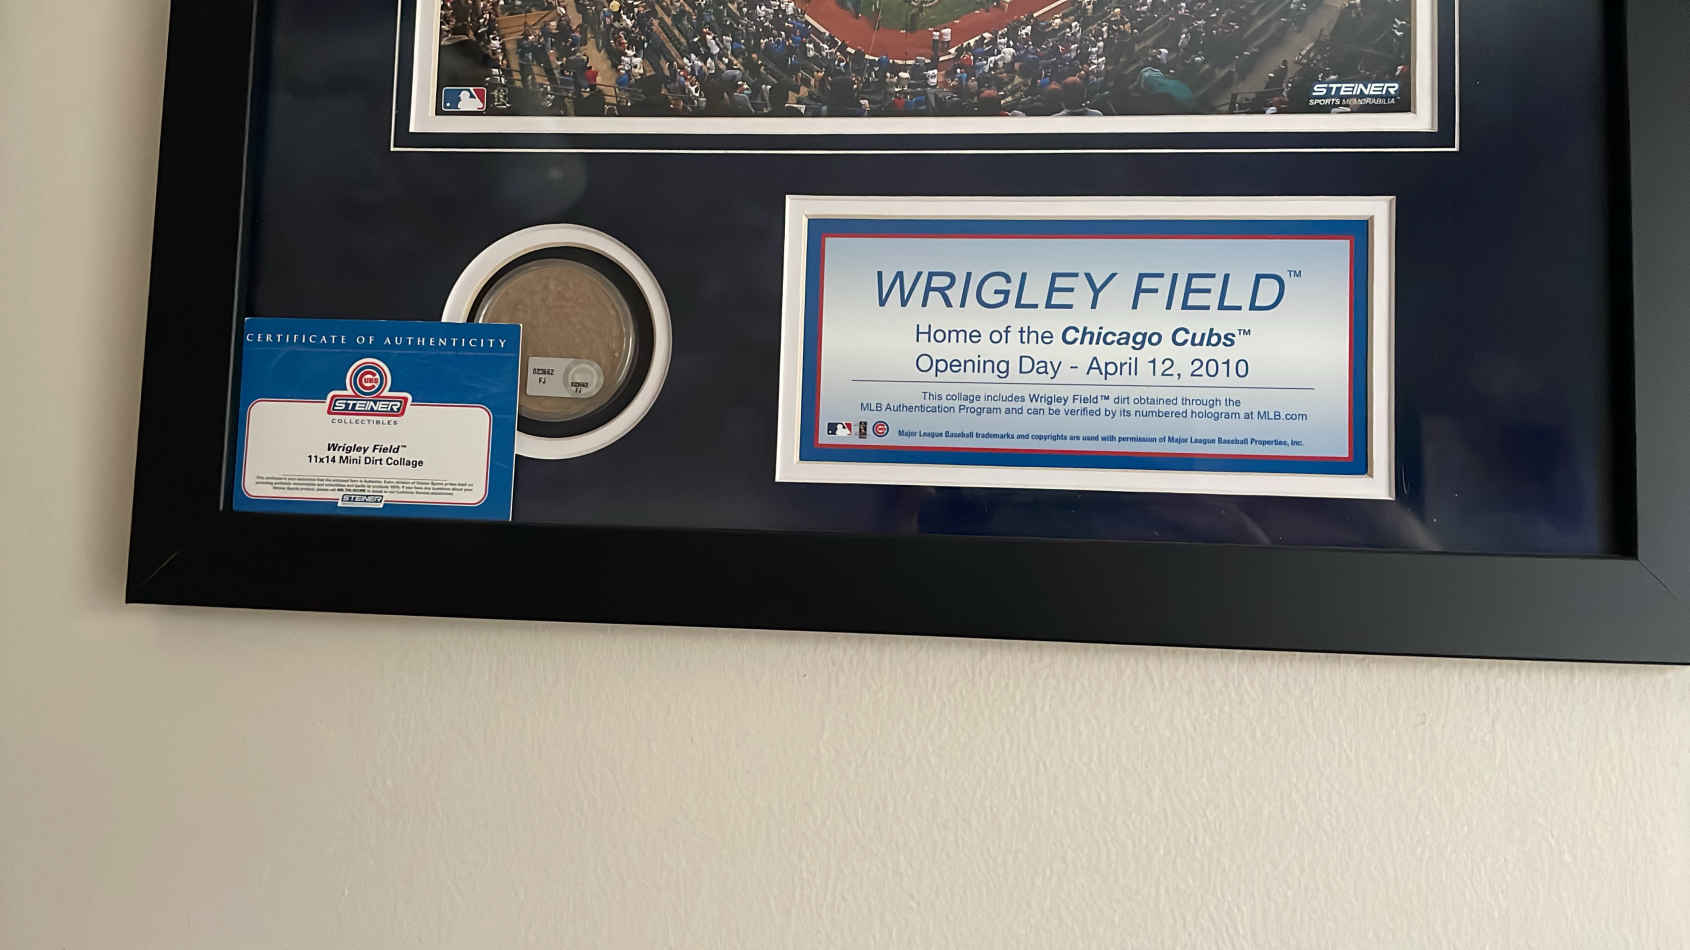 STEINER
SPORTS MEMORABILIA
WRIGLEY FIELD™
Home of the Chicago Cubs™
Opening Day - April 12, 2010
This collage includes Wrigley Field™ dirt obtained through the
MLB Authentication Program and can be verified by its numbered hologram at MLB.com
Major League Baseball trademarks and copyrights are used with permission of Major League Baseball Properties, Inc.
CERTIFICATE OF AUTHENTICITY
CUBS
STEINER
COLLECTIBLES
Wrigley Field™
11x14 Mini Dirt Collage
STEINER